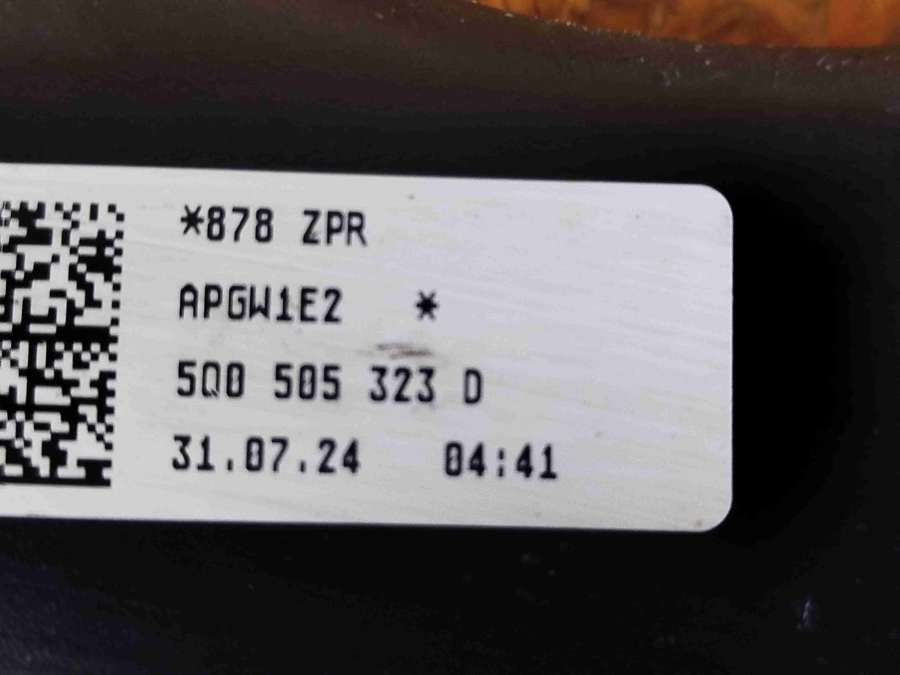 *878 ZPR
APGW1E2 *
5Q0 505 323 D
31.07.24 04:41